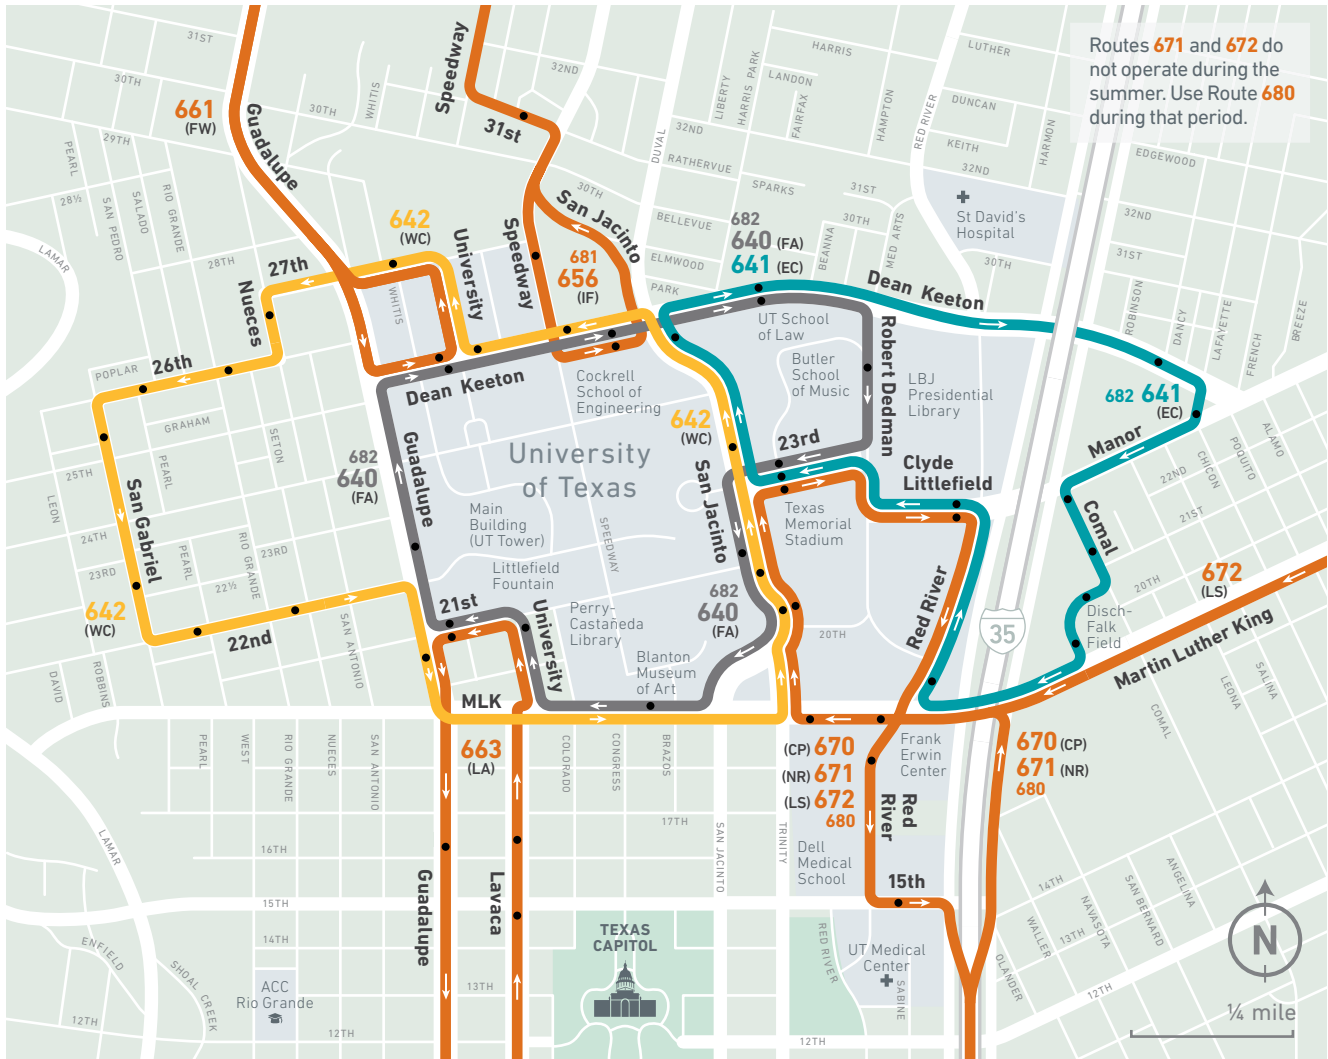 Routes 671 and 672 do
not operate during the
summer. Use Route 680
during that period.
31ST
30TH
29TH
PEARL
28½
SAN PEDRO
SALADO
RIO GRANDE
28TH
LAMAR
661
(FW)
Guadalupe
30TH
WHITIS
Speedway
32ND
31st
30TH
San Jacinto
Speedway
681
656
(IF)
642
(WC)
University
27th
Nueces
WHITIS
26th
POPLAR
GRAHAM
SETON
PEARL
25TH
LEON
24TH
San Gabriel
PEARL
RIO GRANDE
23RD
23RD
22½
642
(WC)
22nd
SAN ANTONIO
DAVID
ROBBINS
DUVAL
LIBERTY
HARRIS PARK
HARRIS
LANDON
FAIRFAX
HAMPTON
RED RIVER
LUTHER
DUNCAN
KEITH
32ND
HARMON
EDGEWOOD
32ND
RATHERVUE
SPARKS
31ST
30TH
BELLEVUE
ELMWOOD
PARK
BEANNA
MED ARTS
St David's
Hospital
30TH
32ND
31ST
ROBINSON
DANCY
LAFAYETTE
FRENCH
BREEZE
682
640 (FA)
641 (EC)
Dean Keeton
UT School
of Law
Butler
School
of Music
Robert Dedman
LBJ
Presidential
Library
682 641
(EC)
Manor
Comal
ALAMO
POQUITO
CHICON
22ND
21ST
20TH
Disch-
Falk
Field
672
(LS)
Martin Luther King
COMAL
LEONA
SALINA
Dean Keeton
Cockrell
School of
Engineering
University
of Texas
682
640
(FA)
Guadalupe
Main
Building
(UT Tower)
Littlefield
Fountain
SPEEDWAY
21st
University
Perry-
Castañeda
Library
Blanton
Museum
of Art
642
(WC)
San Jacinto
682
640
(FA)
23rd
Clyde
Littlefield
Texas
Memorial
Stadium
20TH
Red River
35
MLK
663
(LA)
PEARL
WEST
RIO GRANDE
NUECES
SAN ANTONIO
COLORADO
CONGRESS
BRAZOS
17TH
SAN JACINTO
TRINITY
LAMAR
16TH
15TH
14TH
13TH
12TH
12TH
12TH
ENFIELD
SHOAL CREEK
ACC
Rio Grande
Guadalupe
Lavaca
TEXAS
CAPITOL
(CP) 670
(NR) 671
(LS) 672
680
Frank
Erwin
Center
Red
River
Dell
Medical
School
15th
RED RIVER
UT Medical
Center
SABINE
670 (CP)
671 (NR)
680
14TH
13TH
12TH
WALLER
NAVASOTA
SAN BERNARD
ANGELINA
OLANDER
N
¼ mile